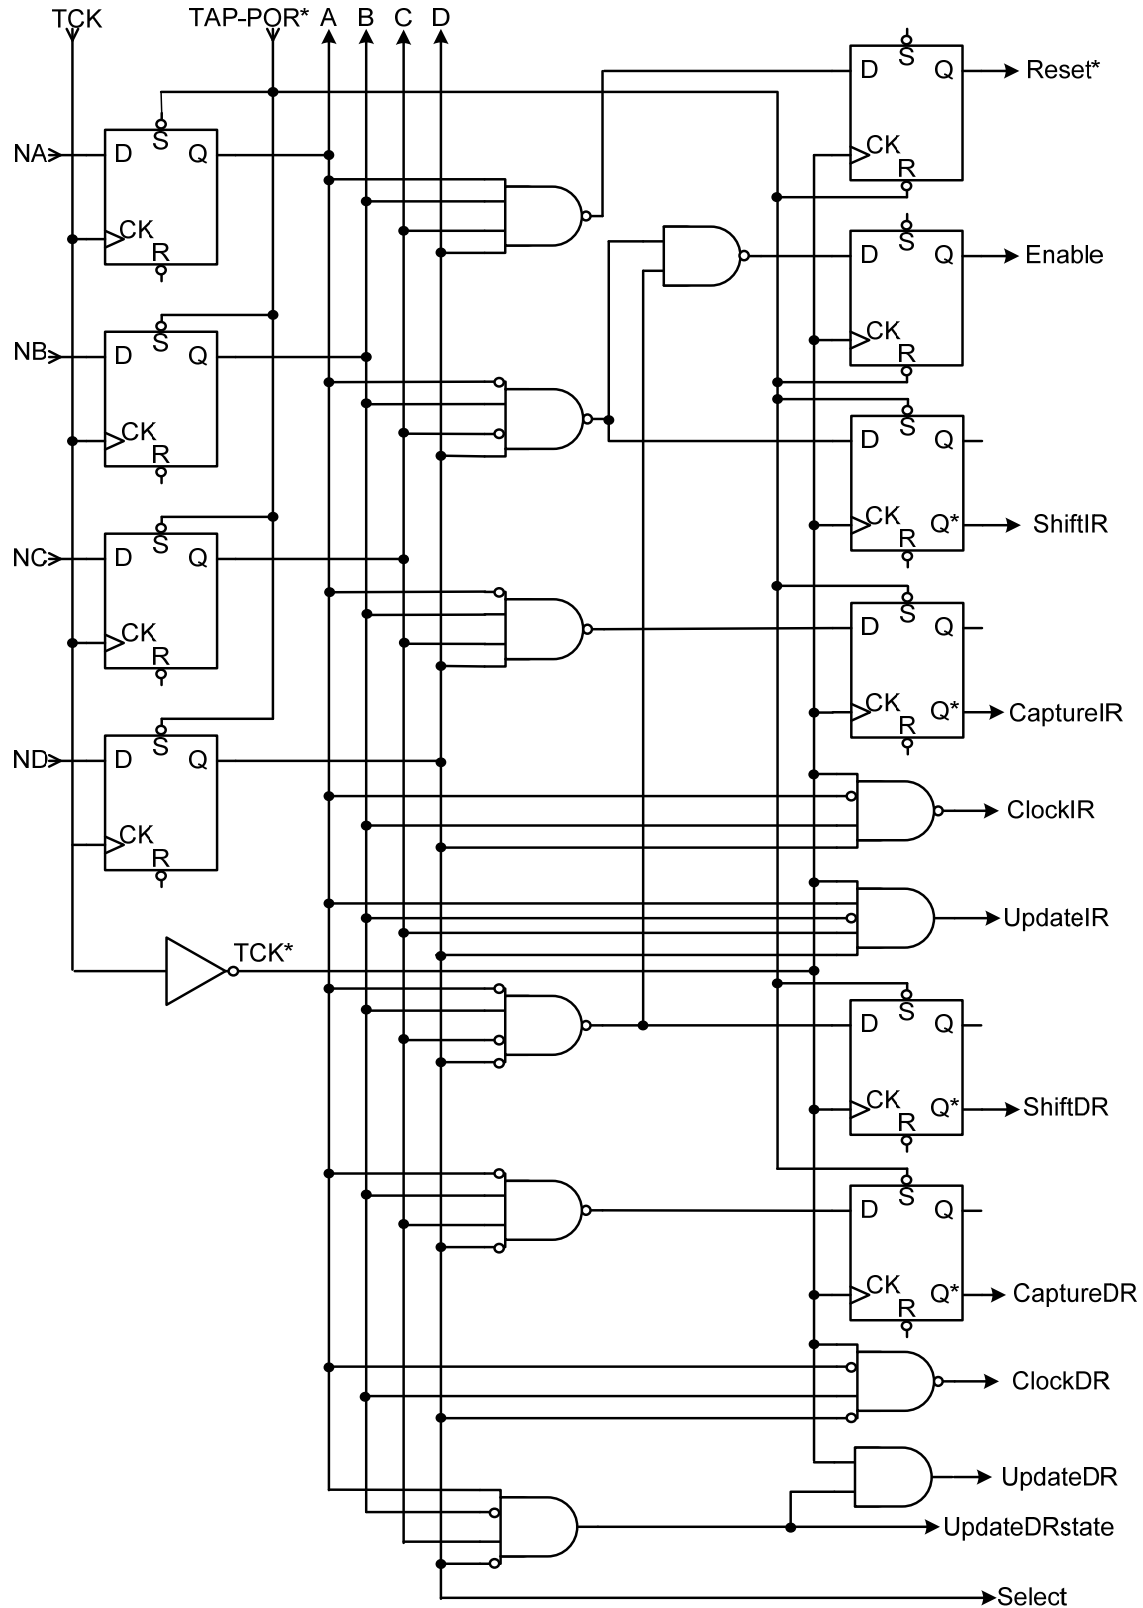 TCK TAP-POR* A B C D
S
D Q Reset*
CK
R
S
NA D Q
CK
R
S
D Q Enable
CK
R
S
NB D Q
CK
R
S
D Q
CK Q* ShiftIR
R
S
NC D Q
CK
R
S
D Q
CK Q* CaptureIR
R
S
ND D Q
CK
R
ClockIR
UpdateIR
TCK*
S
D Q
CK Q* ShiftDR
R
S
D Q
CK Q* CaptureDR
R
ClockDR
UpdateDR
UpdateDRstate
Select